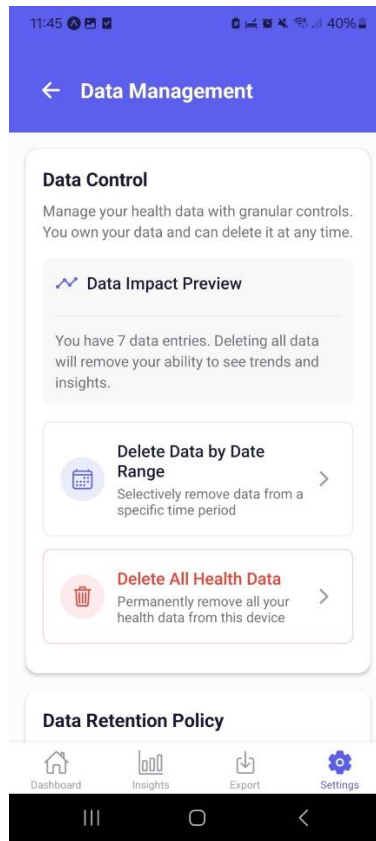 11:45 40%
Data Management
Data Control
Manage your health data with granular controls.
You own your data and can delete it at any time.
Data Impact Preview
You have 7 data entries. Deleting all data
will remove your ability to see trends and
insights.
Delete Data by Date
Range
Selectively remove data from a
specific time period
Delete All Health Data
Permanently remove all your
health data from this device
Data Retention Policy
Dashboard Insights Export Settings